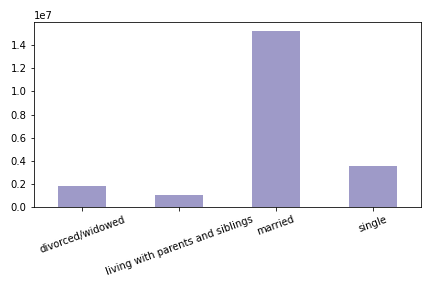 1e7
1.4
1.2
1.0
0.8
0.6
0.4
0.2
0.0
divorced/widowed
living with parents and siblings
married
single